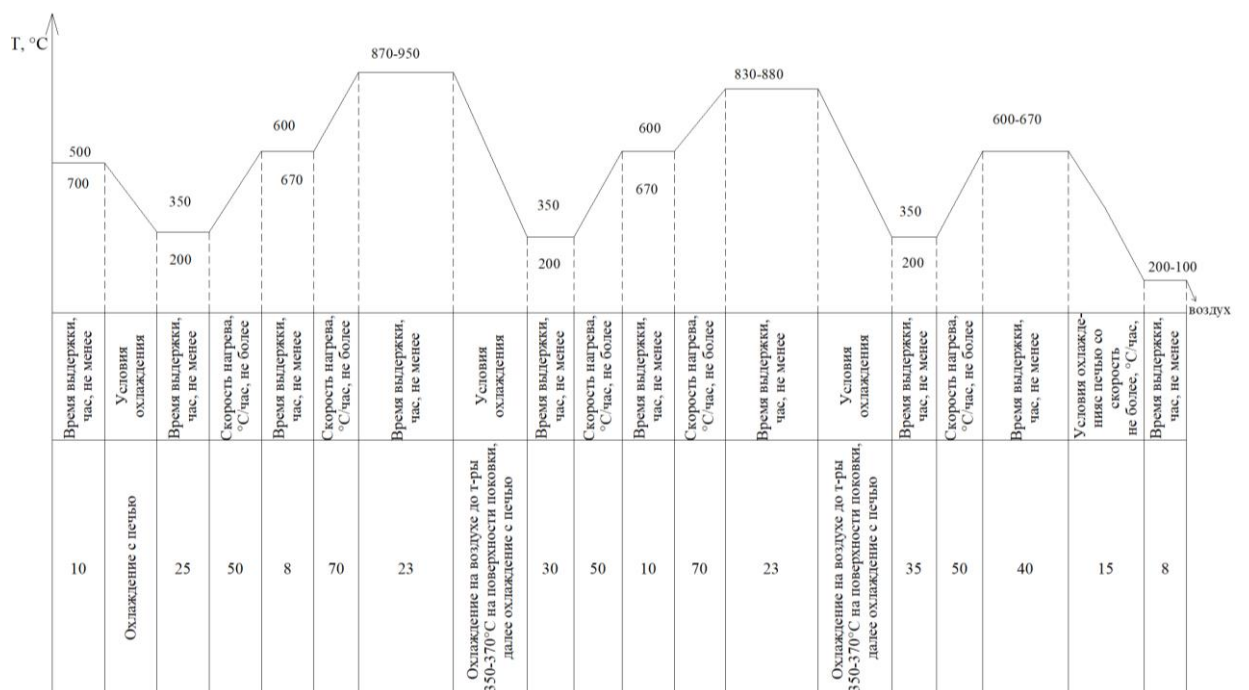 Т, °С
500
700
350
200
600
670
870-950
350
200
600
670
830-880
350
200
600-670
200-100
воздух
Время выдержки,
час, не менее
Условия
охлаждения
Время выдержки,
час, не менее
Скорость нагрева,
°С/час, не более
Время выдержки,
час, не менее
Скорость нагрева,
°С/час, не более
Время выдержки,
час, не менее
Условия
охлаждения
Время выдержки,
час, не менее
Скорость нагрева,
°С/час, не более
Время выдержки,
час, не менее
Скорость нагрева,
°С/час, не более
Время выдержки,
час, не менее
Условия
охлаждения
Время выдержки,
час, не менее
Скорость нагрева,
°С/час, не более
Время выдержки,
час, не менее
Условия охлажде-
нияс печью со
скорость
не более, °С/час,
Время выдержки,
час, не менее
10
Охлаждение с печью
25
50
8
70
23
Охлаждение на воздухе до т-ры
350-370°С на поверхности поковки,
далее охлаждение с печью
30
50
10
70
23
Охлаждение на воздухе до т-ры
350-370°С на поверхности поковки,
далее охлаждение с печью
35
50
40
15
8